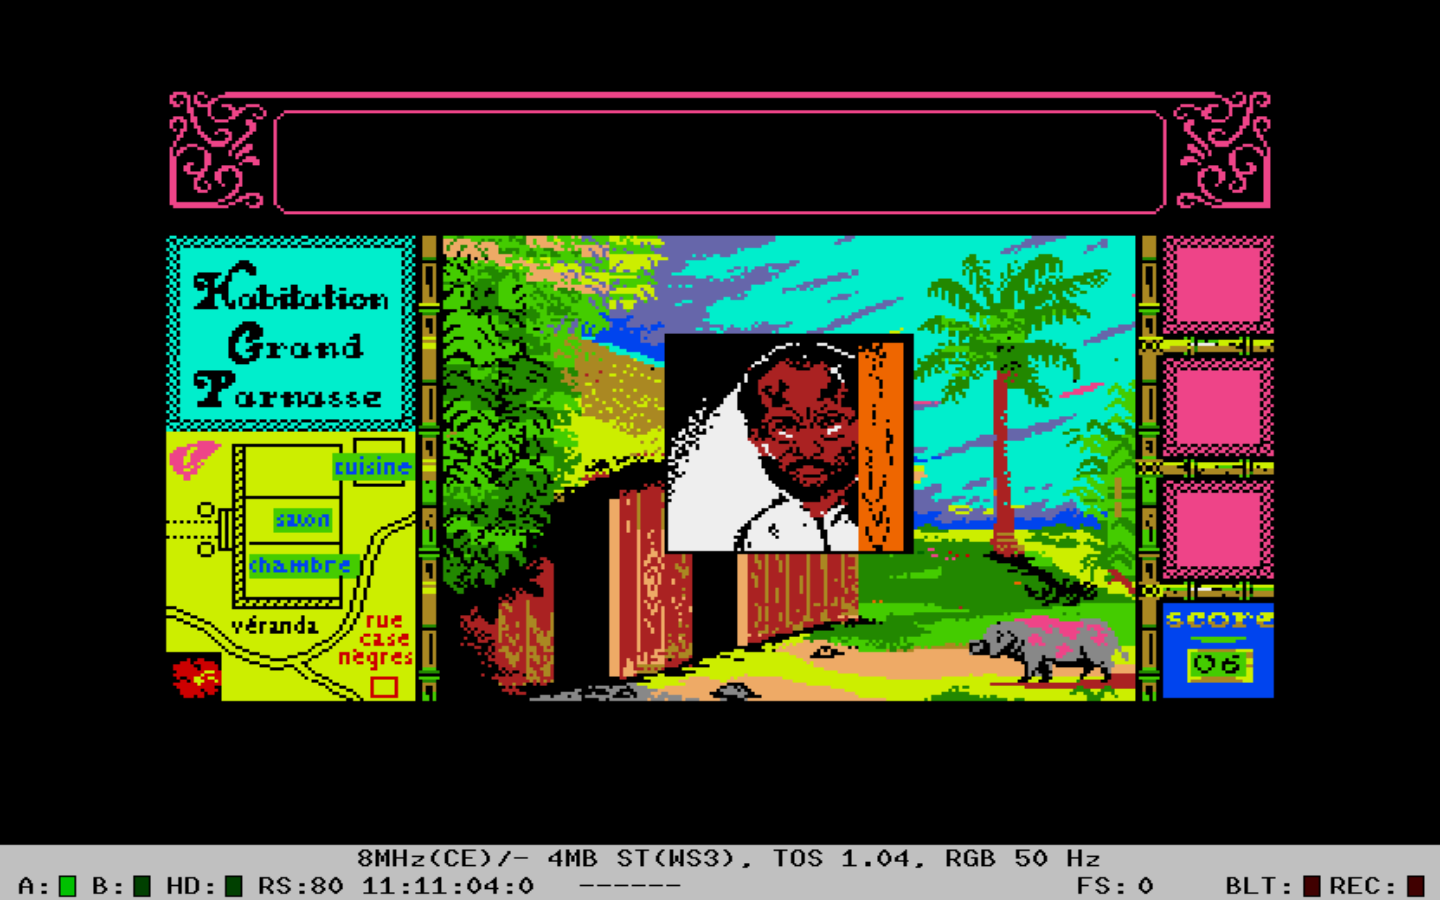 Habitation
Grand
Parnasse
cuisine
salon
chambre
véranda
rue
case
nègres
score
06
8MHz(CE)/- 4MB ST(WS3), TOS 1.04, RGB 50 Hz
A: B: HD: RS:80 11:11:04:0 ------ FS: 0 BLT: REC: